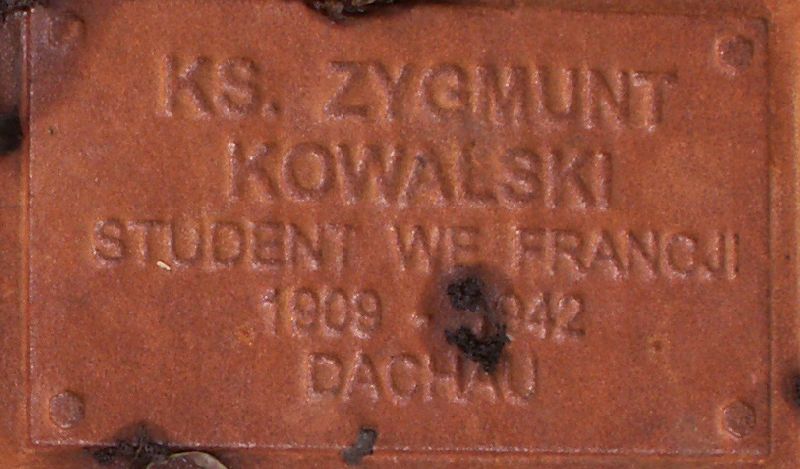 KS. ZYGMUNT
KOWALSKI
STUDENT WE FRANCJI
1909 - 1942
DACHAU